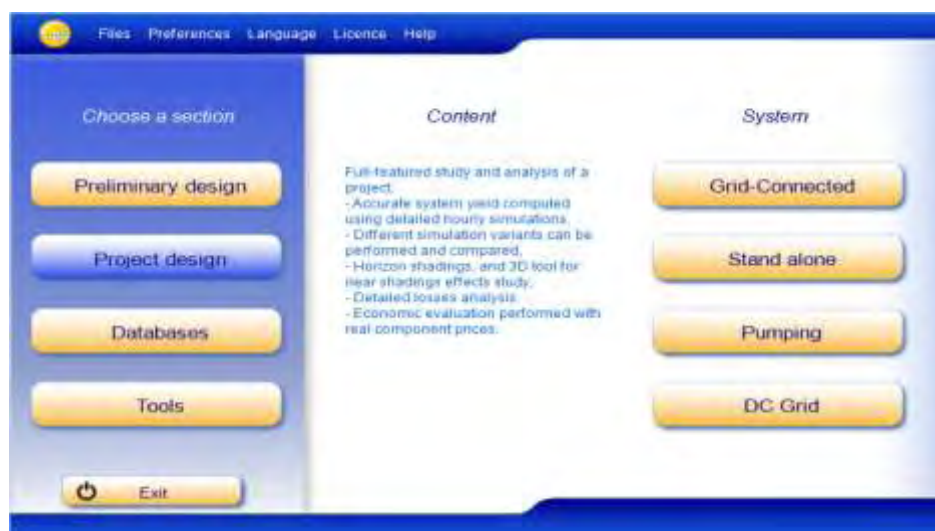 Files Preferences Language Licence Help
Choose a section
Preliminary design
Project design
Databases
Tools
Exit
Content
Full-featured study and analysis of a
project.
- Accurate system yield computed
using detailed hourly simulations,
- Different simulation variants can be
performed and compared,
- Horizon shadings, and 3D tool for
near shadings effects study,
- Detailed losses analysis
- Economic evaluation performed with
real component prices.
System
Grid-Connected
Stand alone
Pumping
DC Grid